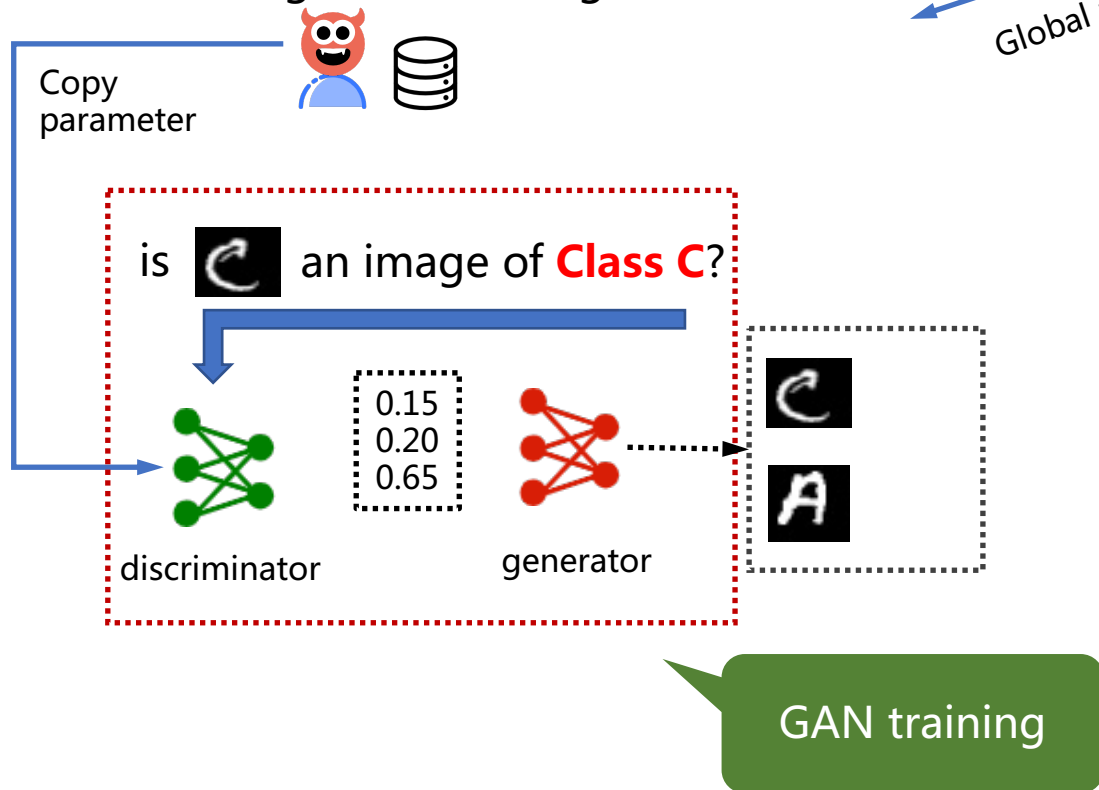 Global
Copy
parameter
is C an image of Class C?
0.15
0.20
0.65
discriminator
generator
A
GAN training